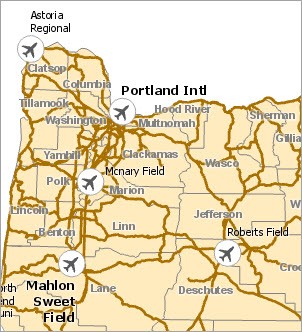 Astoria
Regional
Clatsop
Columbia
Portland Intl
Tillamook
Hood River
Washington
Multnomah
Sherman
Gillia
Yamhill
Clackamas
Wasco
Mcnary Field
Polk
Marion
Lincoln
Jefferson
Linn
Benton
Roberts Field
Croo
Mahlon
Sweet
Field
Lane
Deschutes
orth
end
uni